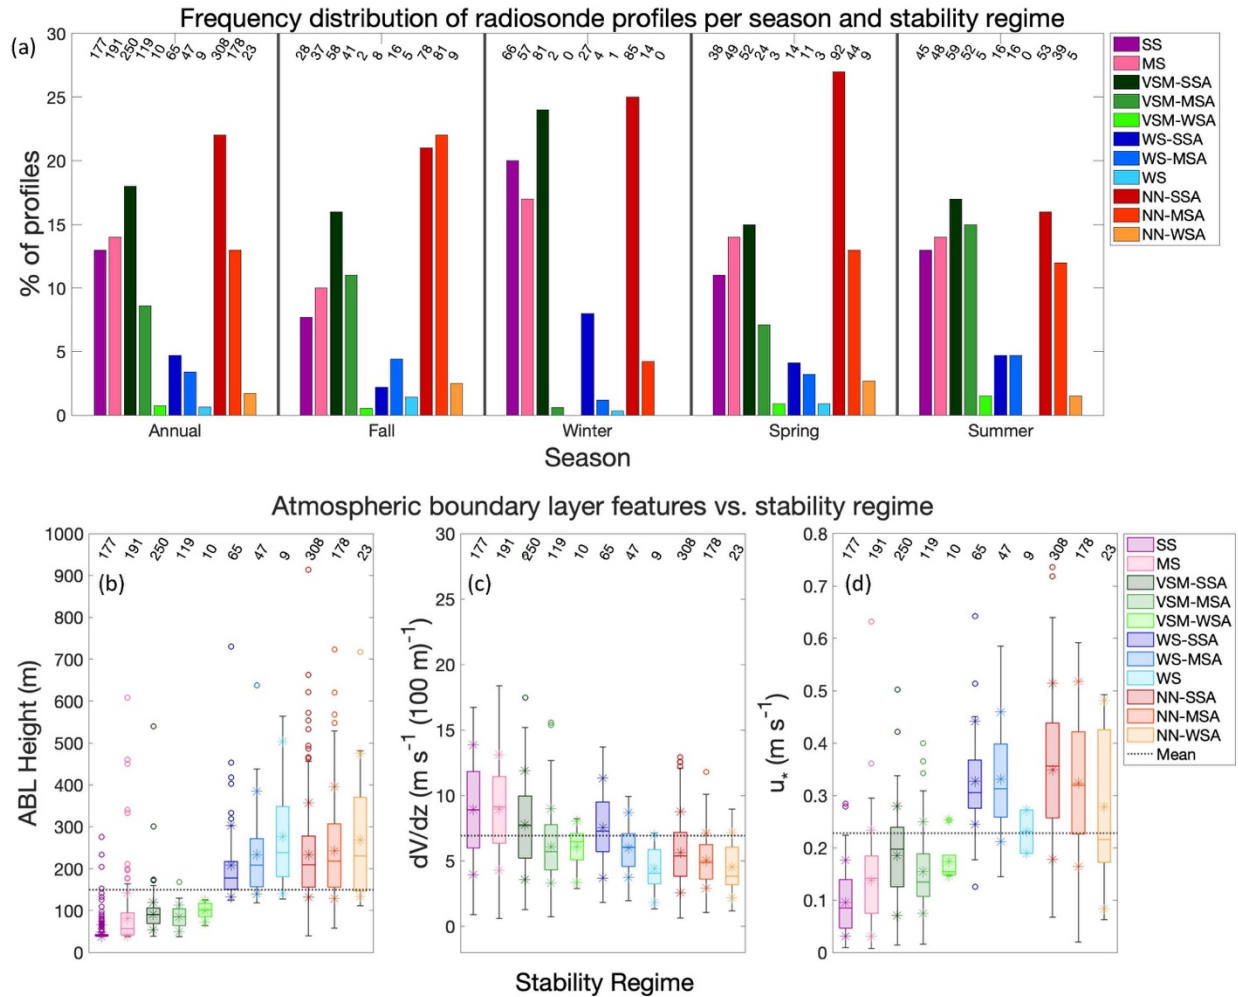 Frequency distribution of radiosonde profiles per season and stability regime
(a)
% of profiles
30
25
20
15
10
5
0
177 191 250 119 10 65 47 9 308 178 23
28 37 58 41 2 8 16 5 78 81 9
66 57 81 2 0 27 4 1 85 14 0
38 49 52 24 3 14 11 3 92 44 9
45 48 59 52 5 16 16 0 53 39 5
Annual Fall Winter Spring Summer
Season
SS
MS
VSM-SSA
VSM-MSA
VSM-WSA
WS-SSA
WS-MSA
WS
NN-SSA
NN-MSA
NN-WSA
Atmospheric boundary layer features vs. stability regime
(b)
ABL Height (m)
1000
900
800
700
600
500
400
300
200
100
0
177 191 250 119 10 65 47 9 308 178 23
(c)
dV/dz (m s⁻¹ (100 m)⁻¹
30
25
20
15
10
5
0
177 191 250 119 10 65 47 9 308 178 23
(d)
u* (m s⁻¹)
0.8
0.7
0.6
0.5
0.4
0.3
0.2
0.1
0
177 191 250 119 10 65 47 9 308 178 23
SS
MS
VSM-SSA
VSM-MSA
VSM-WSA
WS-SSA
WS-MSA
WS
NN-SSA
NN-MSA
NN-WSA
Mean
Stability Regime